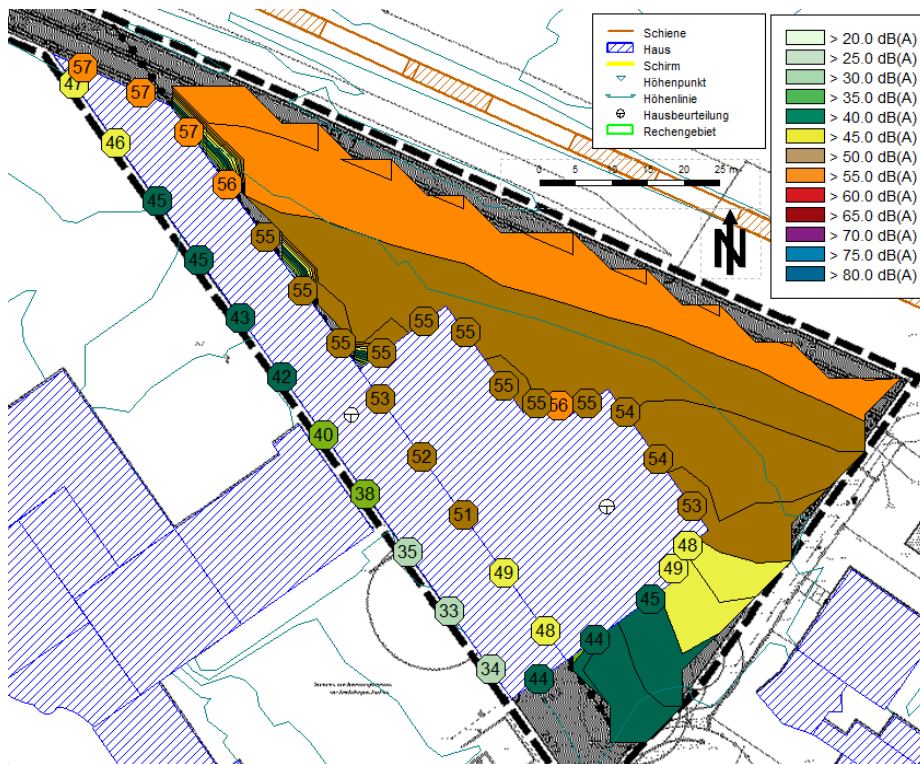 Schiene
Haus
Schirm
Höhenpunkt
Höhenlinie
Hausbeurteilung
Rechengebiet
> 20.0 dB(A)
> 25.0 dB(A)
> 30.0 dB(A)
> 35.0 dB(A)
> 40.0 dB(A)
> 45.0 dB(A)
> 50.0 dB(A)
> 55.0 dB(A)
> 60.0 dB(A)
> 65.0 dB(A)
> 70.0 dB(A)
> 75.0 dB(A)
> 80.0 dB(A)
0 5 10 15 20 25 m
N
57
47
57
57
46
56
45
55
45
55
43
55
55
55
55
42
55
55
56
55
54
53
40
52
54
38
51
53
35
49
48
49
33
48
45
34
44
44